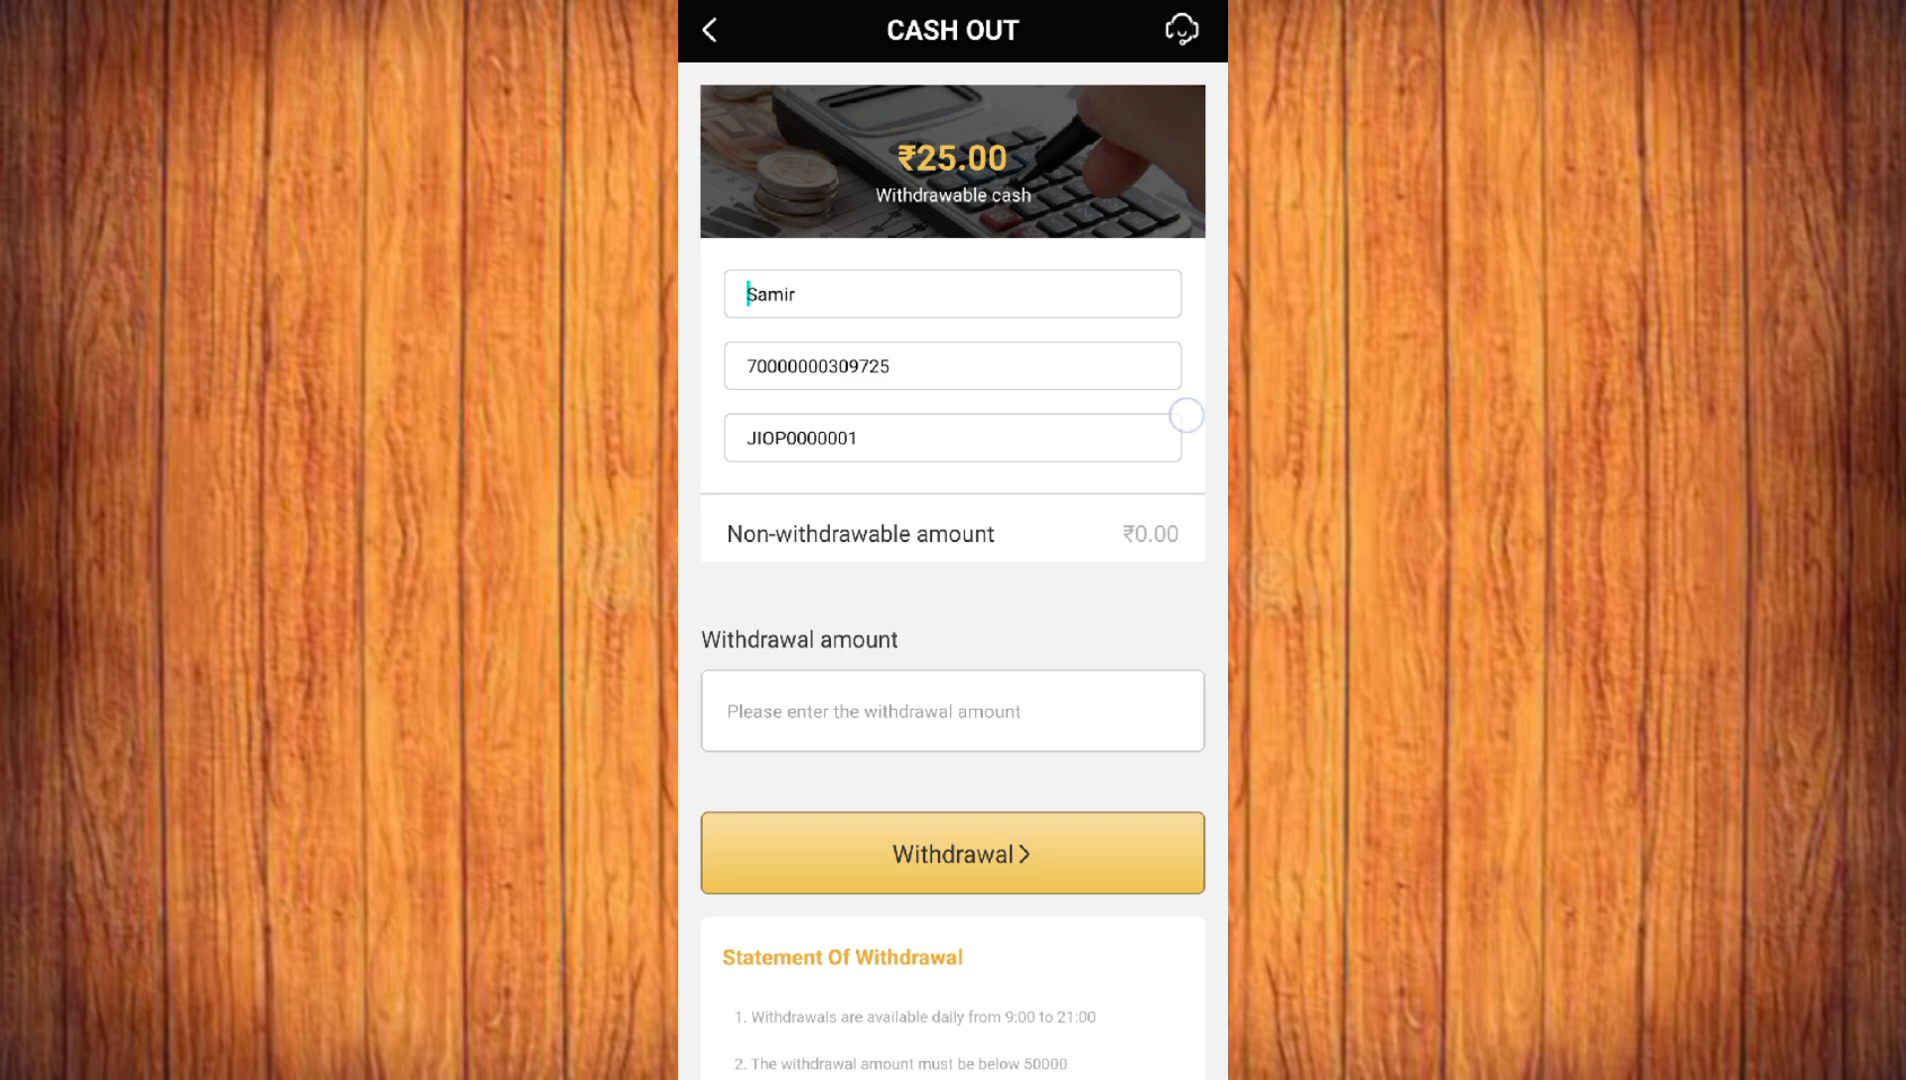 CASH OUT
₹25.00
Withdrawable cash
Samir
70000000309725
JIOP0000001
Non-withdrawable amount ₹0.00
Withdrawal amount
Please enter the withdrawal amount
Withdrawal >
Statement Of Withdrawal
1. Withdrawals are available daily from 9:00 to 21:00
2. The withdrawal amount must be below 50000